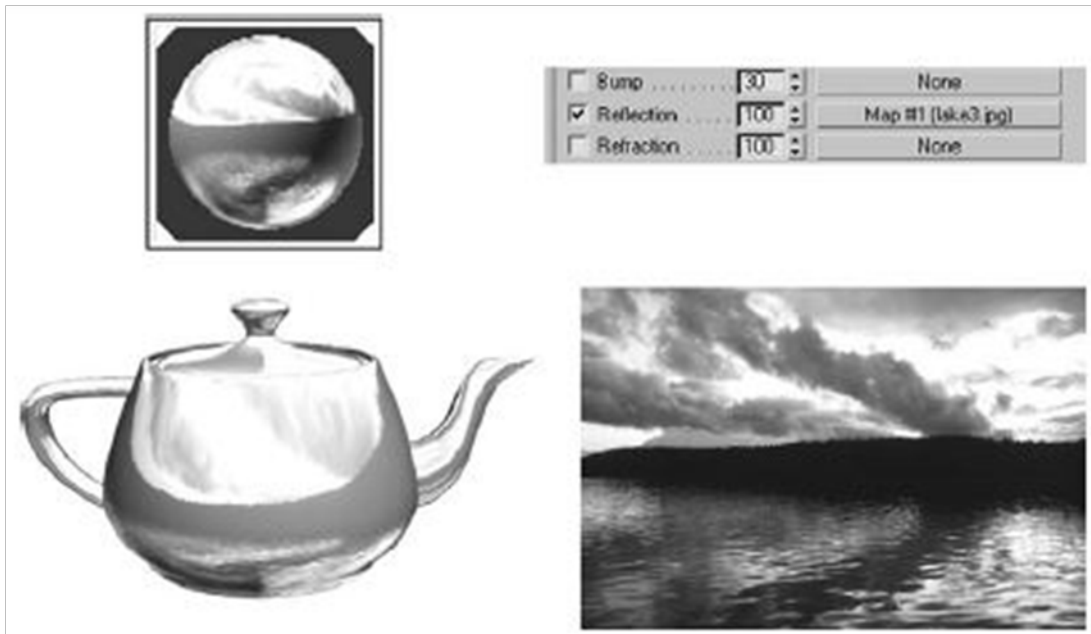 Bump ........ 30 None
Reflection ..... 100 Map #1 (lake3.jpg)
Refraction ..... 100 None